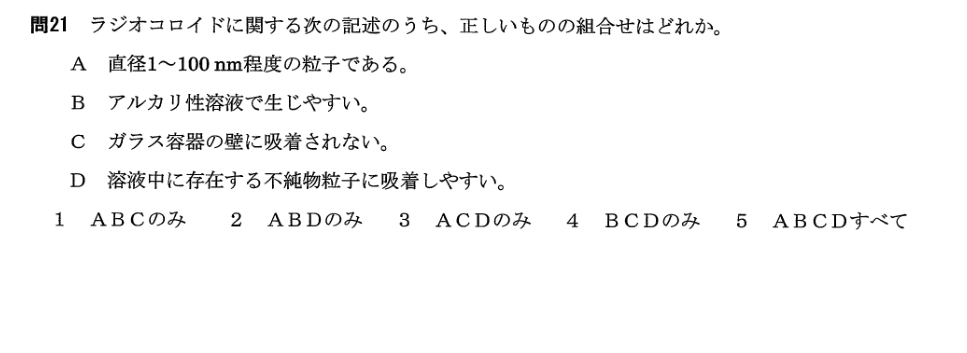 問21 ラジオコロイドに関する次の記述のうち、正しいものの組合せはどれか。
A 直径1～100 nm程度の粒子である。
B アルカリ性溶液で生じやすい。
C ガラス容器の壁に吸着されない。
D 溶液中に存在する不純物粒子に吸着しやすい。
1 ＡＢＣのみ 2 ＡＢＤのみ 3 ＡＣＤのみ 4 ＢＣＤのみ 5 ＡＢＣＤすべて